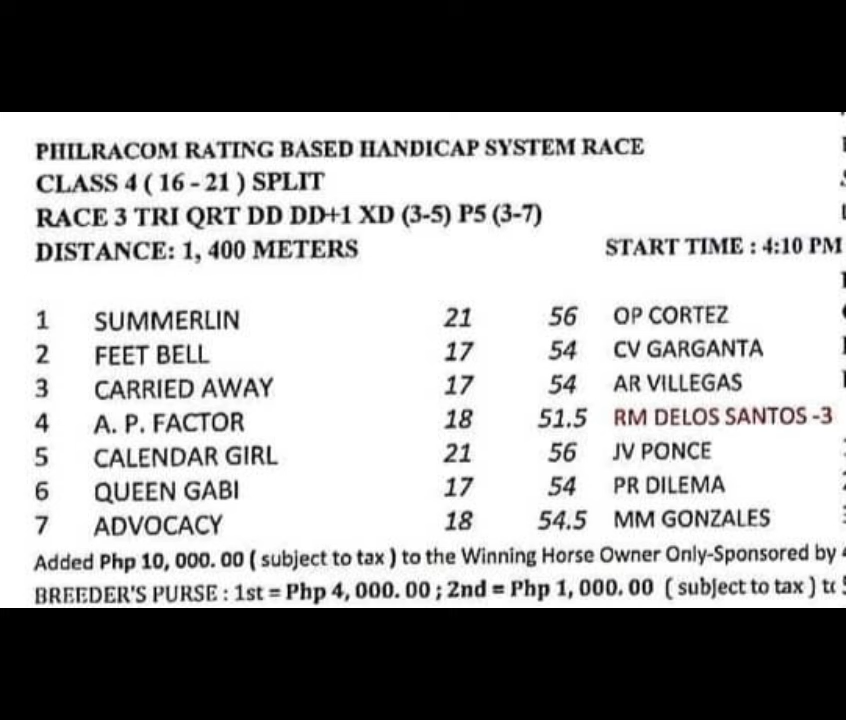 PHILRACOM RATING BASED HANDICAP SYSTEM RACE
CLASS 4 ( 16 - 21 ) SPLIT
RACE 3 TRI QRT DD DD+1 XD (3-5) P5 (3-7)
DISTANCE: 1, 400 METERS START TIME : 4:10 PM
1 SUMMERLIN 21 56 OP CORTEZ
2 FEET BELL 17 54 CV GARGANTA
3 CARRIED AWAY 17 54 AR VILLEGAS
4 A. P. FACTOR 18 51.5 RM DELOS SANTOS -3
5 CALENDAR GIRL 21 56 JV PONCE
6 QUEEN GABI 17 54 PR DILEMA
7 ADVOCACY 18 54.5 MM GONZALES
Added Php 10, 000. 00 ( subject to tax ) to the Winning Horse Owner Only-Sponsored by
BREEDER'S PURSE : 1st = Php 4, 000. 00 ; 2nd = Php 1, 000. 00 ( subject to tax )